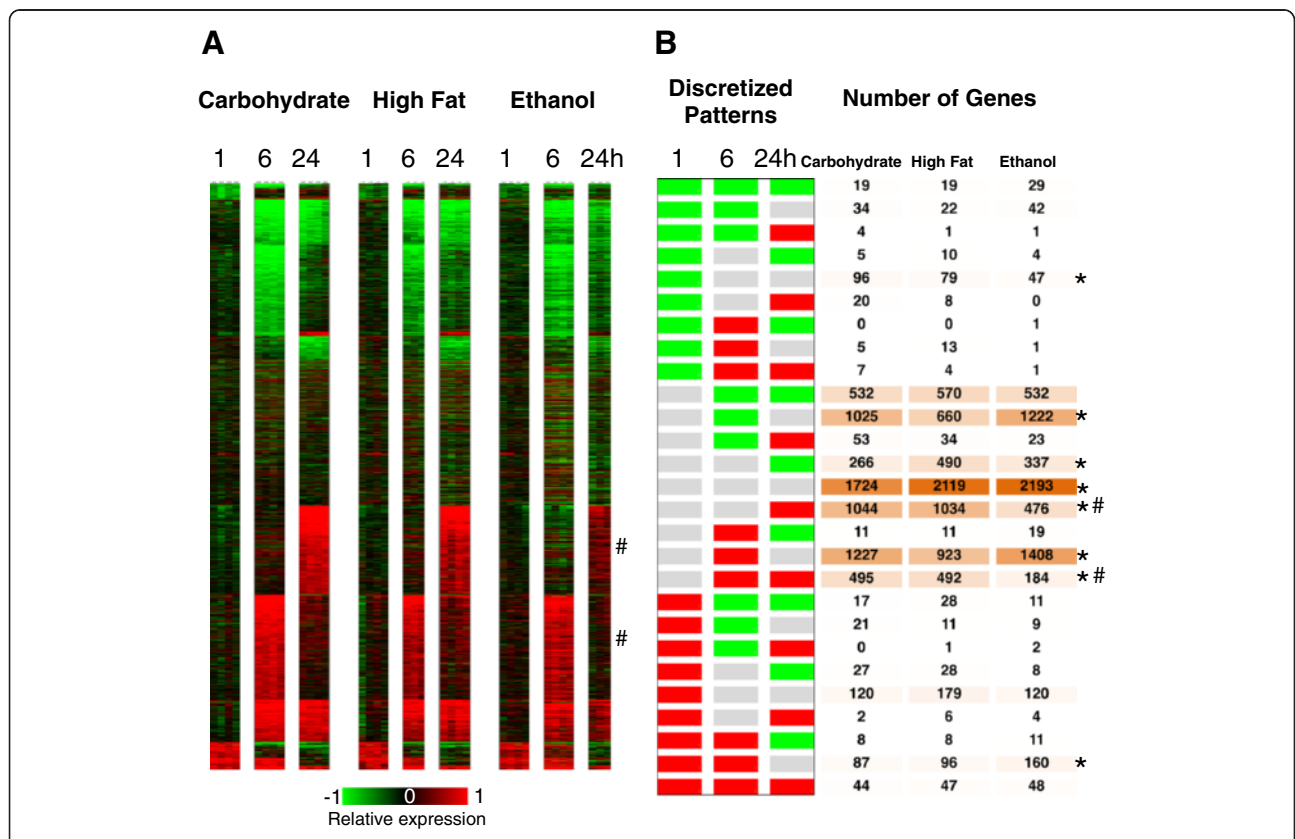 A
B
Carbohydrate High Fat Ethanol
Discretized
Patterns
Number of Genes
1 6 24 1 6 24 1 6 24h
1 6 24h Carbohydrate High Fat Ethanol
19 19 29
34 22 42
4 1 1
5 10 4
96 79 47 *
20 8 0
0 0 1
5 13 1
7 4 1
532 570 532
1025 660 1222 *
53 34 23
266 490 337 *
1724 2119 2193 *
1044 1034 476 * #
11 11 19
1227 923 1408 *
495 492 184 * #
17 28 11
21 11 9
0 1 2
27 28 8
120 179 120
2 6 4
8 8 11
87 96 160 *
44 47 48
#
#
-1 0 1
Relative expression